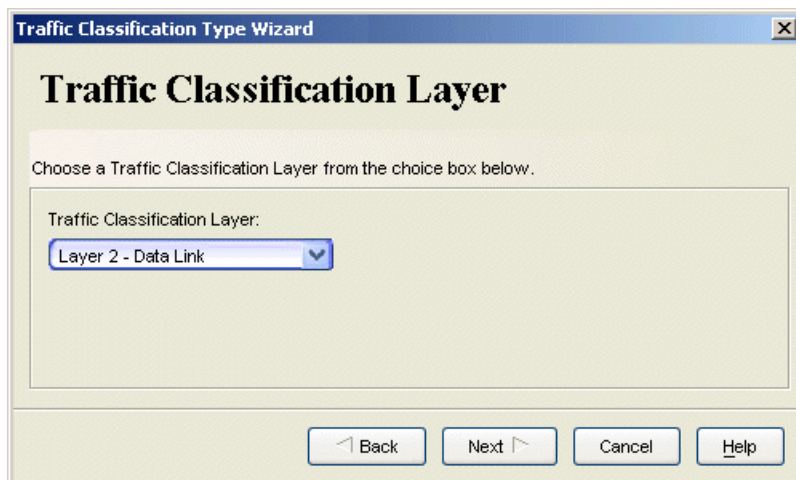 Traffic Classification Type Wizard
Traffic Classification Layer
Choose a Traffic Classification Layer from the choice box below.
Traffic Classification Layer:
Layer 2 - Data Link
Back Next Cancel Help